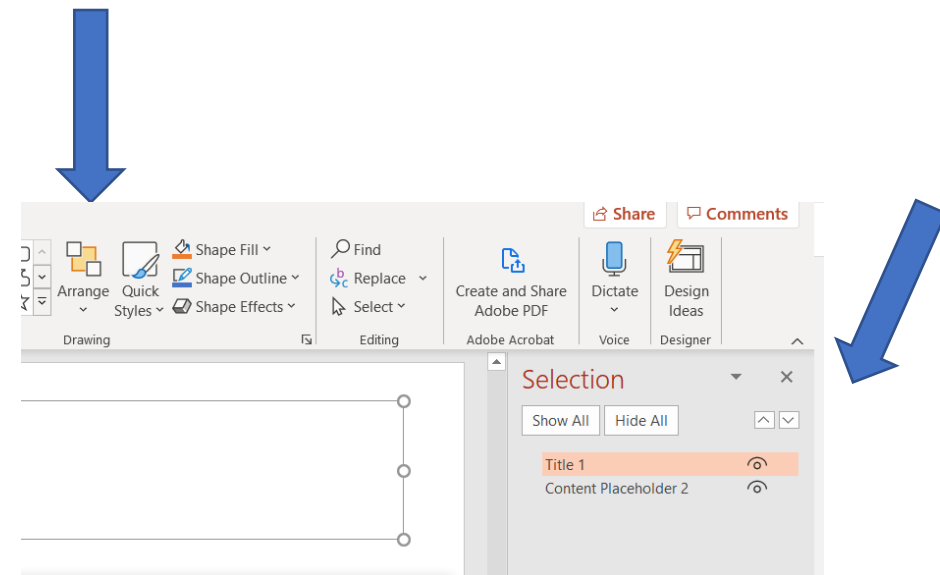 Share
Comments
Shape Fill
Find
Shape Outline
Replace
Arrange
Quick
Styles
Shape Effects
Select
Create and Share
Adobe PDF
Dictate
Design
Ideas
Drawing
Editing
Adobe Acrobat
Voice
Designer
Selection
Show All
Hide All
Title 1
Content Placeholder 2